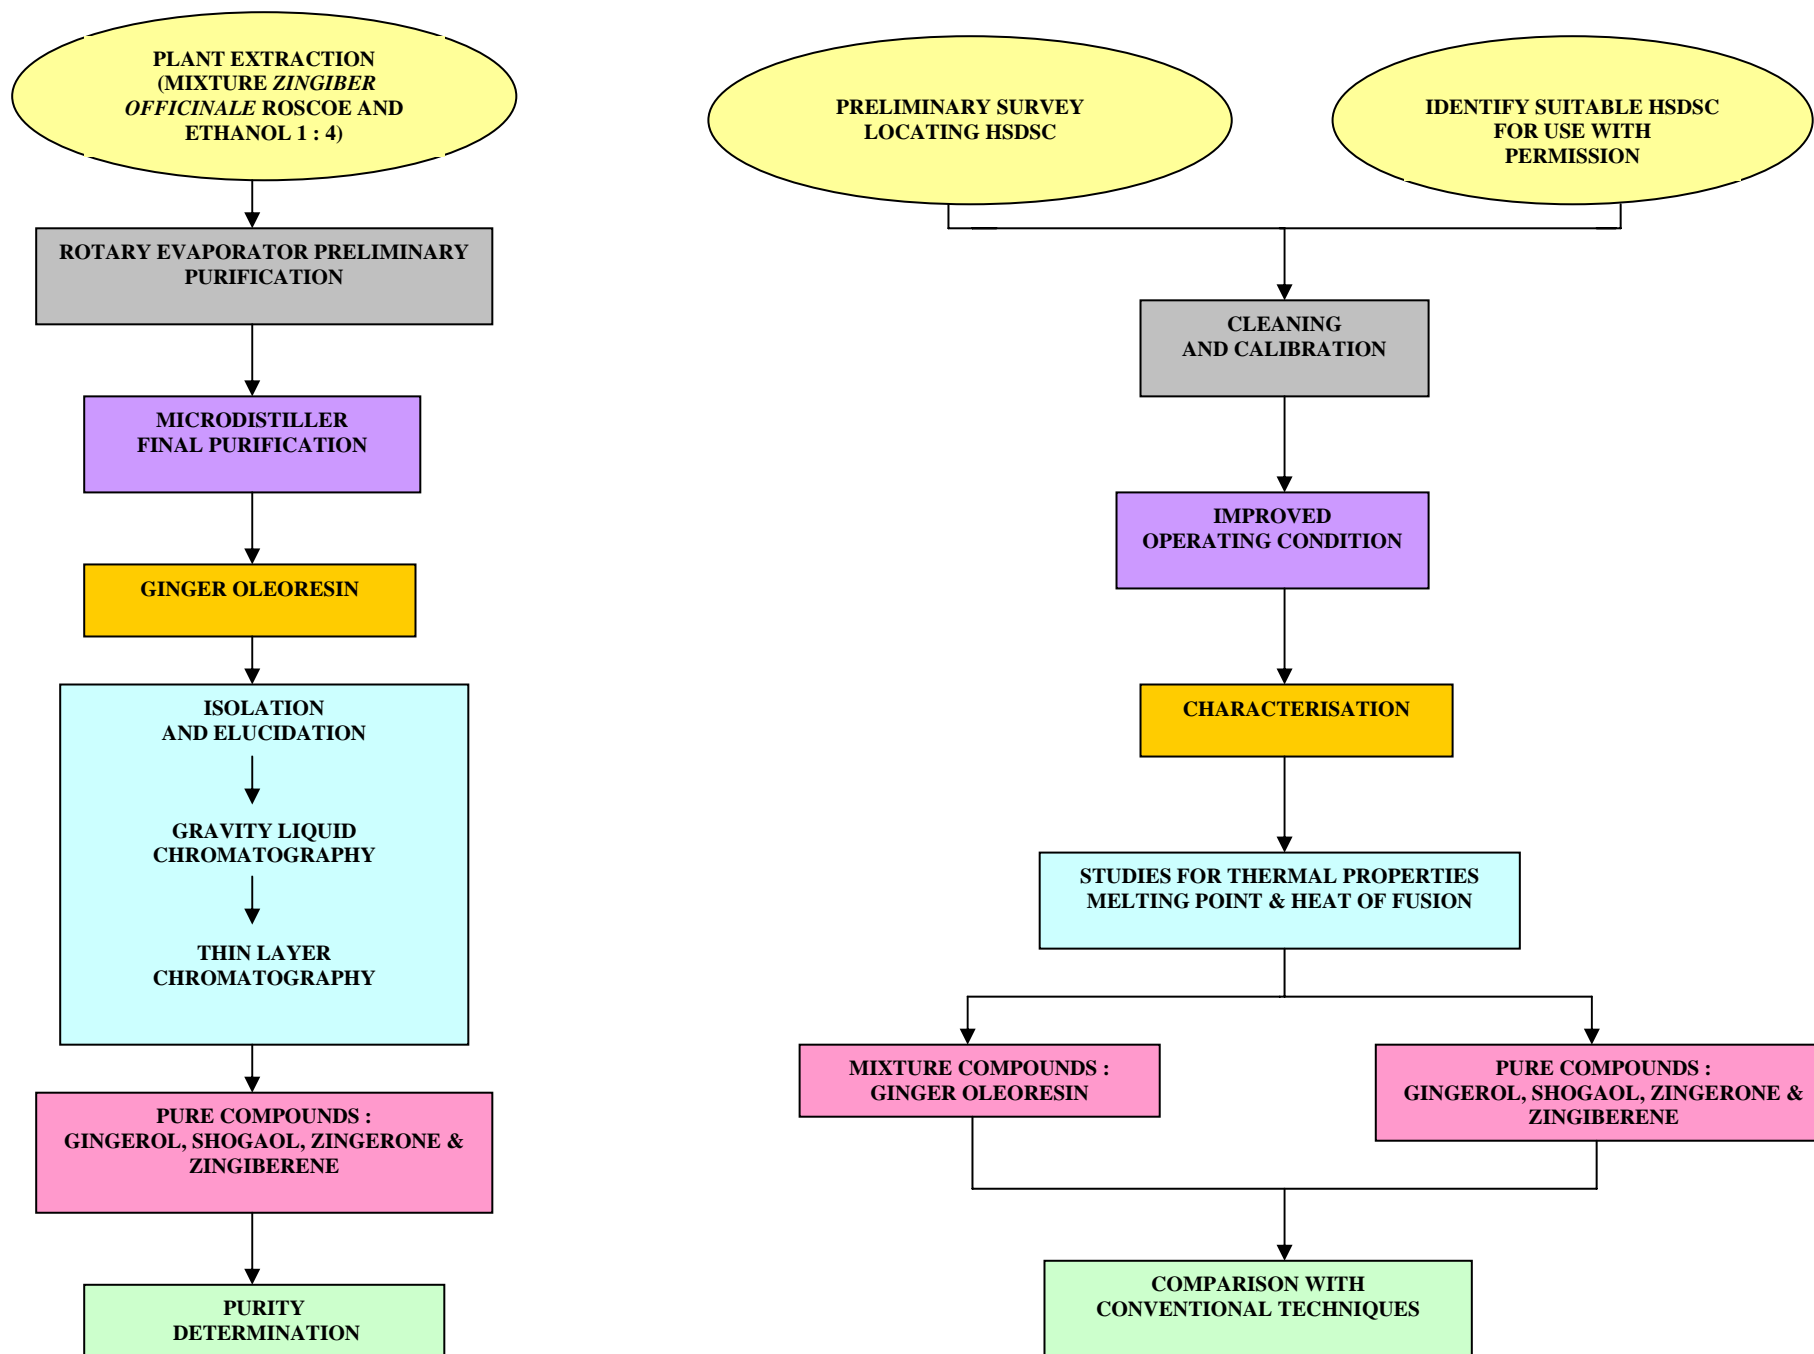 PLANT EXTRACTION
(MIXTURE ZINGIBER
OFFICINALE ROSCOE AND
ETHANOL 1 : 4)
ROTARY EVAPORATOR PRELIMINARY
PURIFICATION
MICRODISTILLER
FINAL PURIFICATION
GINGER OLEORESIN
ISOLATION
AND ELUCIDATION
GRAVITY LIQUID
CHROMATOGRAPHY
THIN LAYER
CHROMATOGRAPHY
PURE COMPOUNDS :
GINGEROL, SHOGAOL, ZINGERONE &
ZINGIBERENE
PURITY
DETERMINATION
PRELIMINARY SURVEY
LOCATING HSDSC
IDENTIFY SUITABLE HSDSC
FOR USE WITH
PERMISSION
CLEANING
AND CALIBRATION
IMPROVED
OPERATING CONDITION
CHARACTERISATION
STUDIES FOR THERMAL PROPERTIES
MELTING POINT & HEAT OF FUSION
MIXTURE COMPOUNDS :
GINGER OLEORESIN
PURE COMPOUNDS :
GINGEROL, SHOGAOL, ZINGERONE &
ZINGIBERENE
COMPARISON WITH
CONVENTIONAL TECHNIQUES